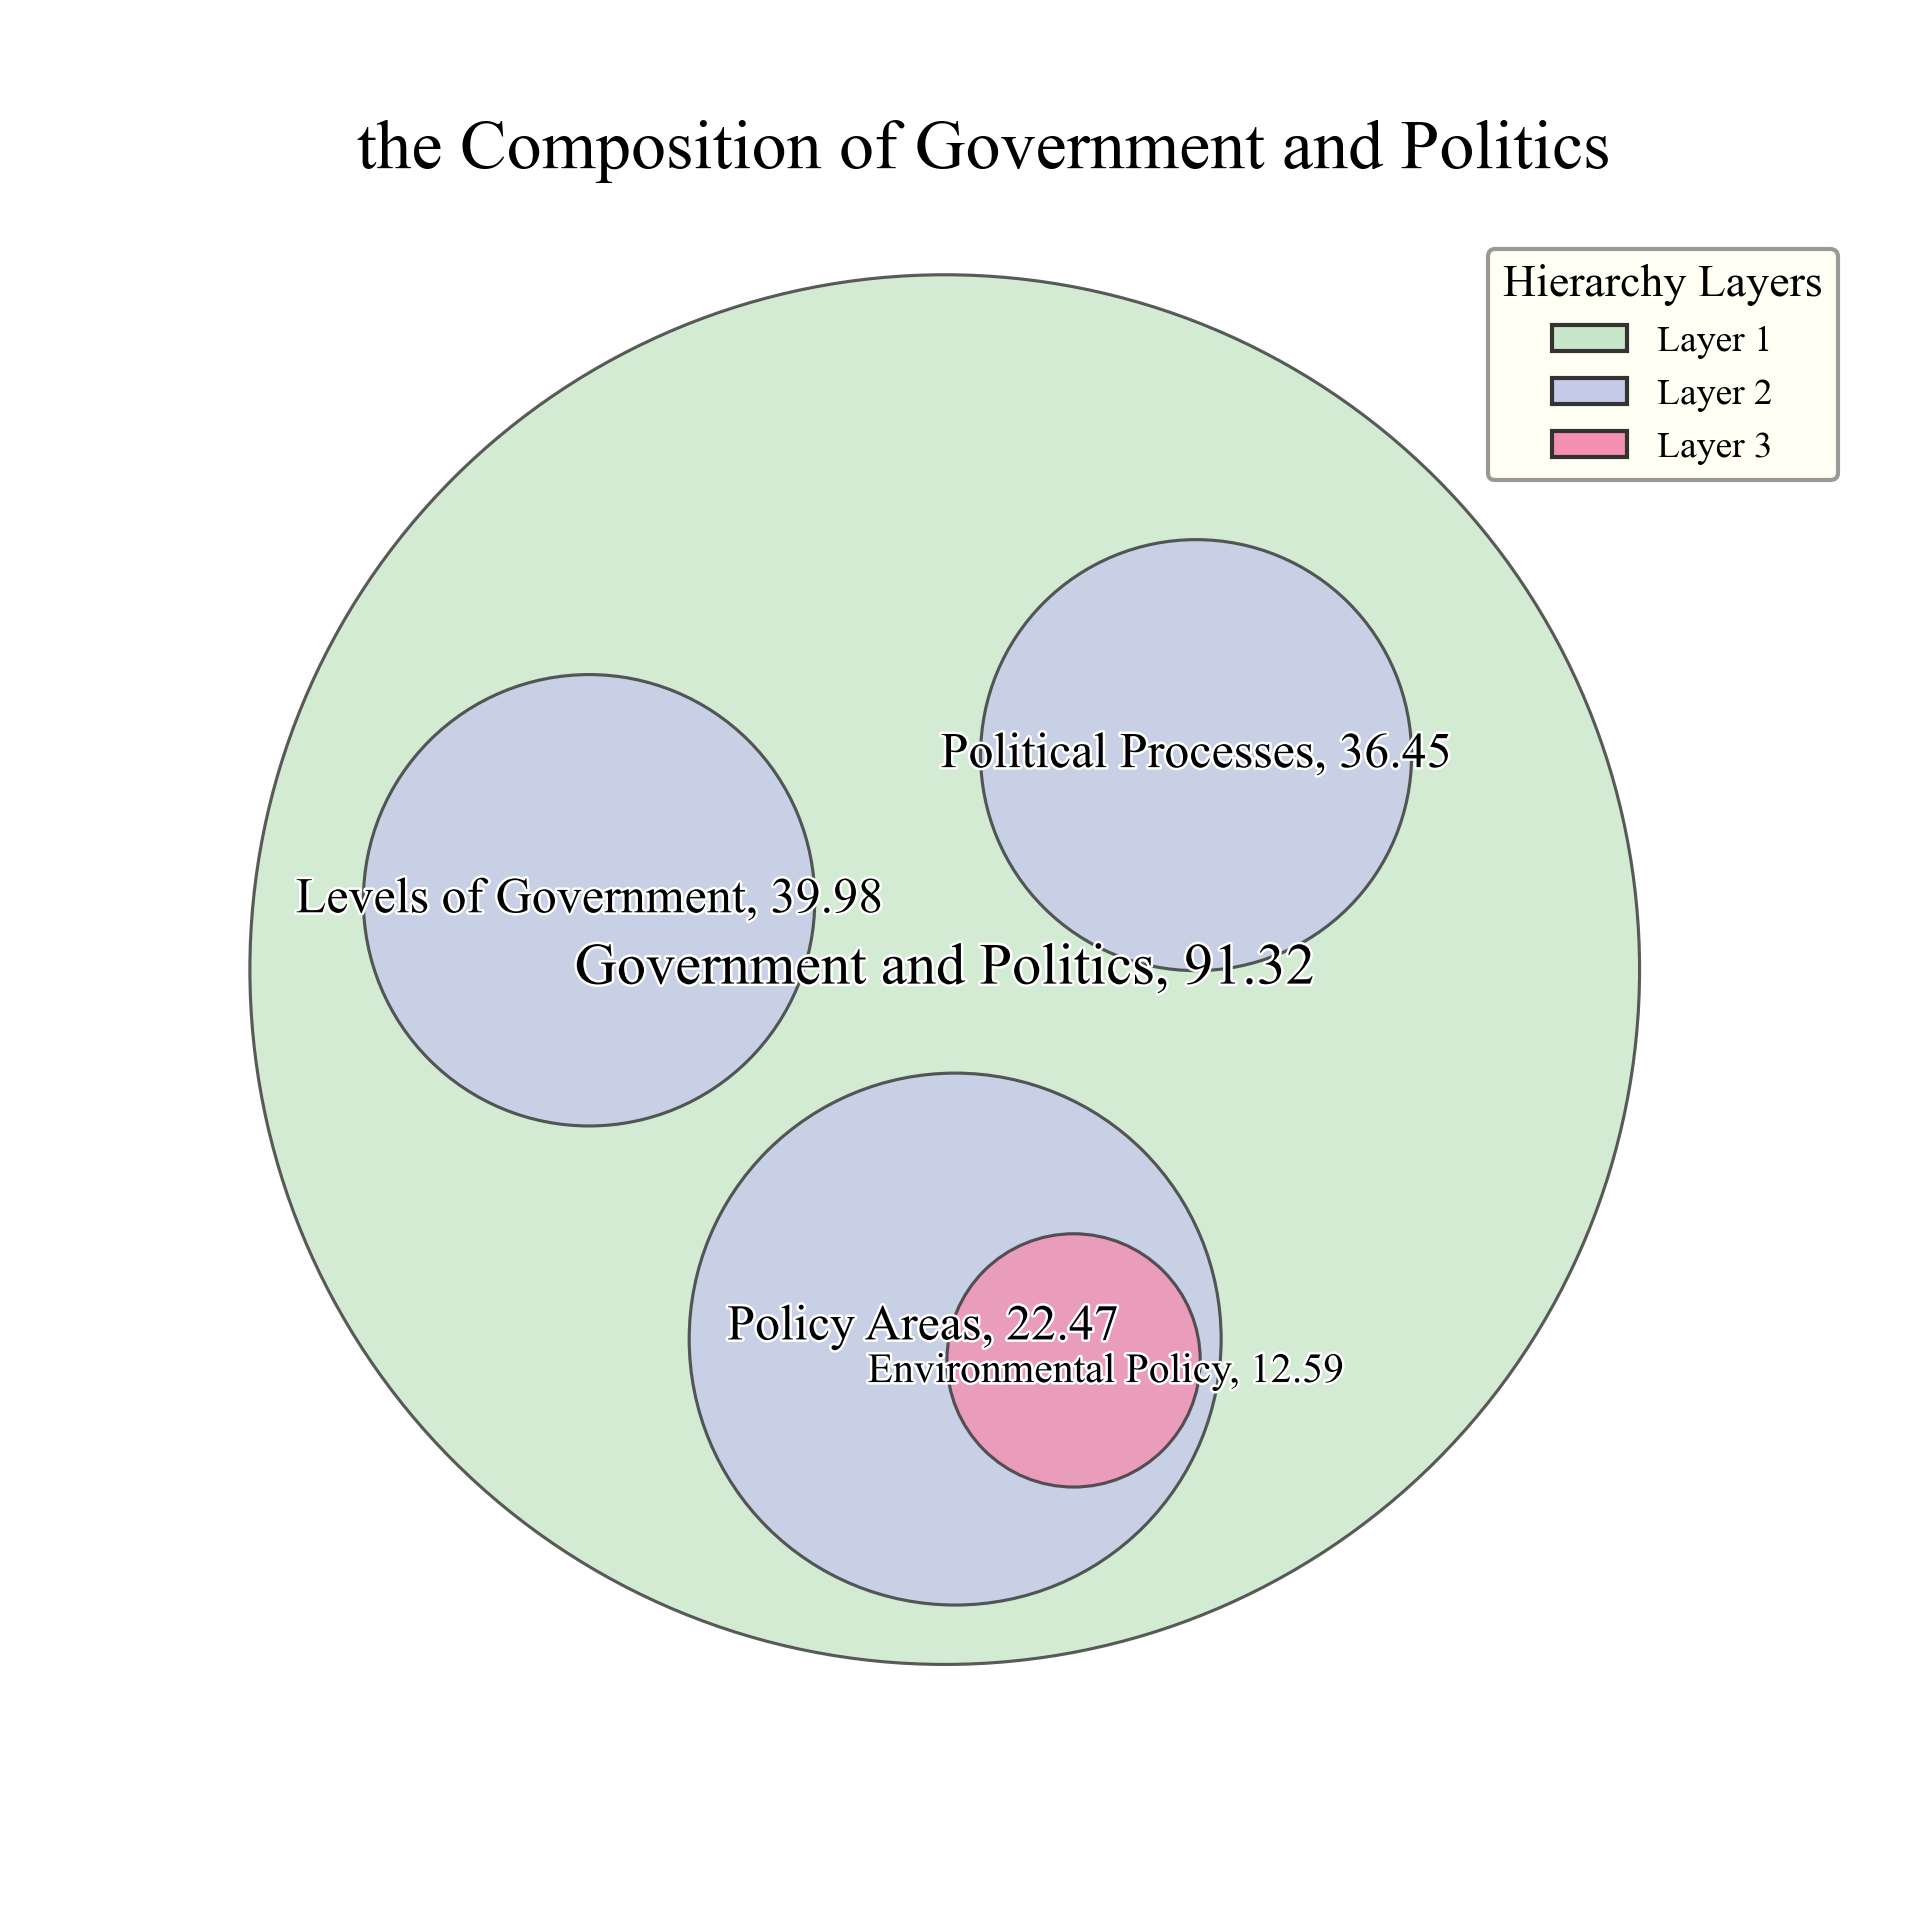 the Composition of Government and Politics
Hierarchy Layers
Layer 1
Layer 2
Layer 3
Political Processes, 36.45
Levels of Government, 39.98
Government and Politics, 91.32
Policy Areas, 22.47
Environmental Policy, 12.59